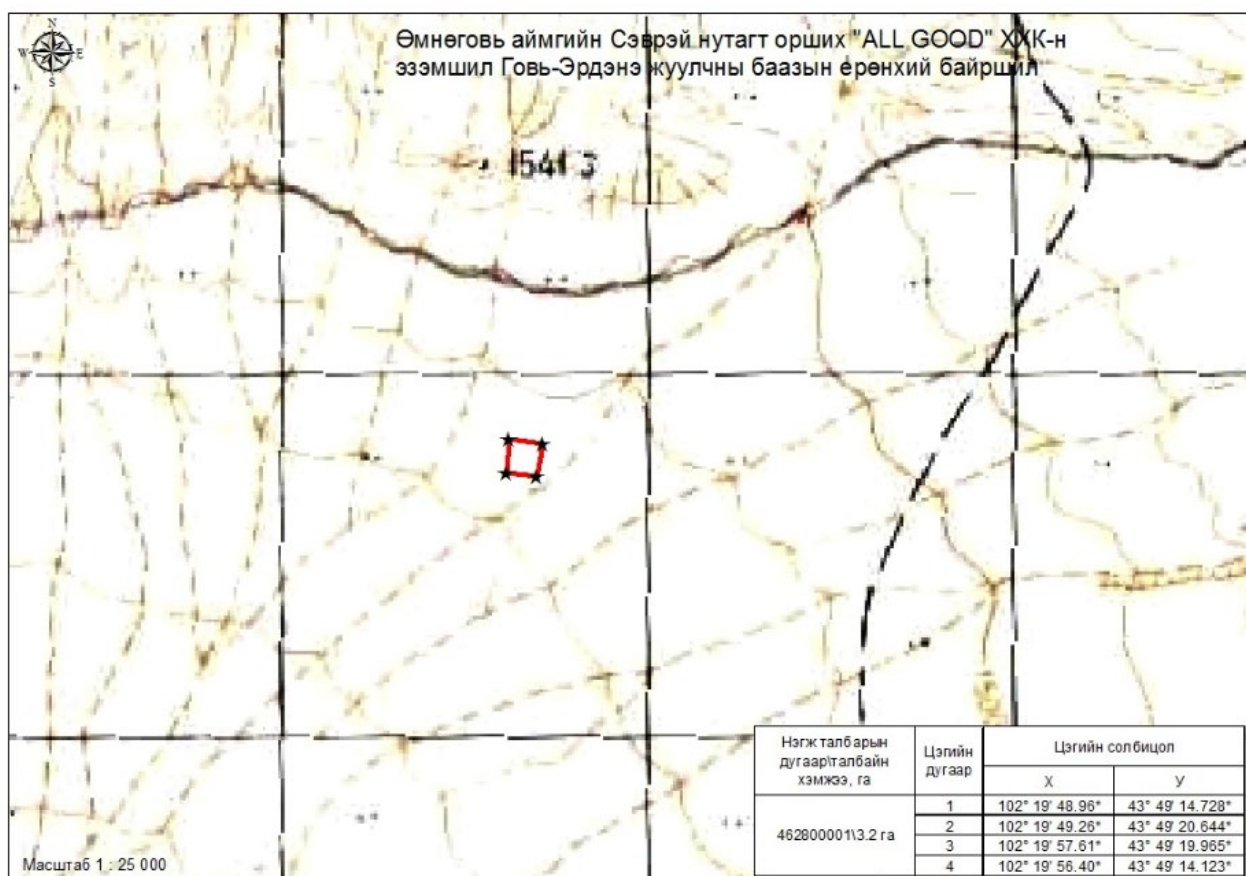 N
W E
S
Өмнөговь аймгийн Сэврэй нутагт орших "ALL GOOD" ХХК-н
эзэмшил Говь-Эрдэнэ жуулчны баазын ерөнхий байршил
1541 3
Нэгж талбарын дугаар\талбайн хэмжээ, га
Цэгийн дугаар
Цэгийн солбицол
Х У
462800001\3.2 га
1 102° 19' 48.96" 43° 49' 14.728"
2 102° 19' 49.26" 43° 49' 20.644"
3 102° 19' 57.61" 43° 49' 19.965"
4 102° 19' 56.40" 43° 49' 14.123"
Масштаб 1 : 25 000